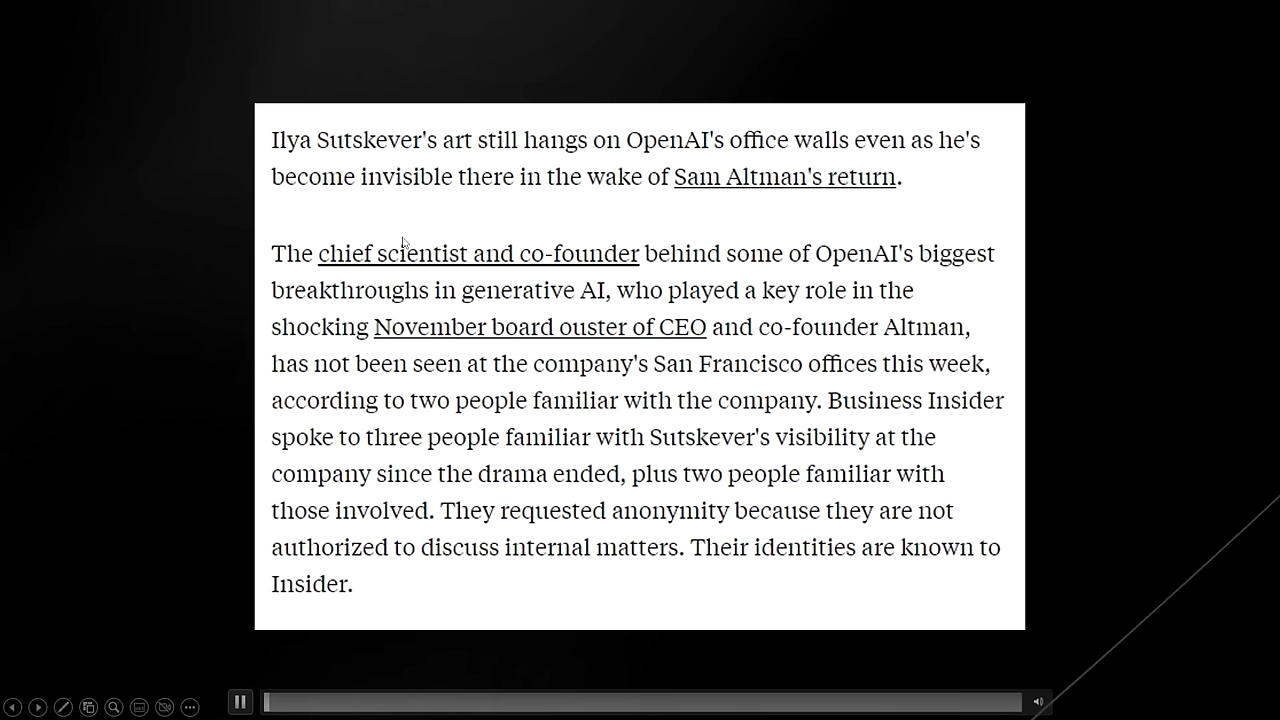 Ilya Sutskever's art still hangs on OpenAI's office walls even as he's
become invisible there in the wake of Sam Altman's return.
The chief scientist and co-founder behind some of OpenAI's biggest
breakthroughs in generative AI, who played a key role in the
shocking November board ouster of CEO and co-founder Altman,
has not been seen at the company's San Francisco offices this week,
according to two people familiar with the company. Business Insider
spoke to three people familiar with Sutskever's visibility at the
company since the drama ended, plus two people familiar with
those involved. They requested anonymity because they are not
authorized to discuss internal matters. Their identities are known to
Insider.